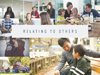 RELATING TO OTHERS